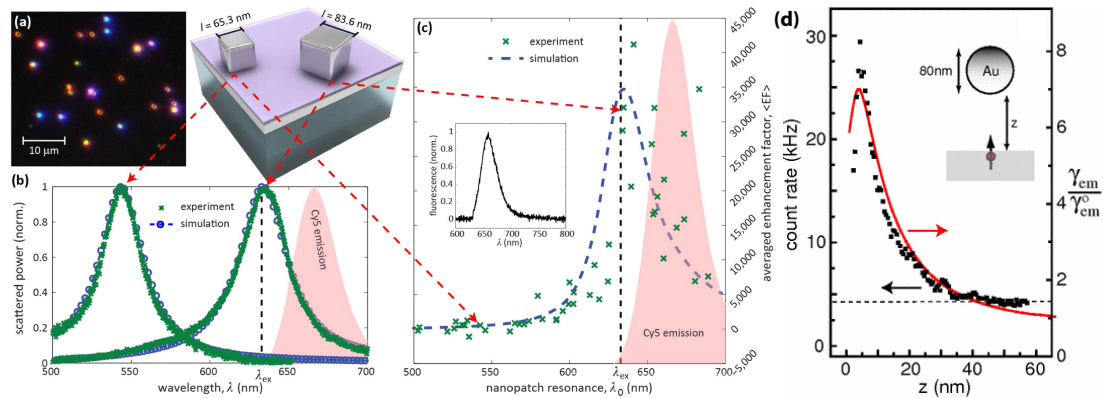 (a)
10 μm
l = 65.3 nm
l = 83.6 nm
(b)
scattered power (norm.)
1
0.8
0.6
0.4
0.2
0
experiment
simulation
Cy5 emission
500
550
600
λex
650
700
wavelength, λ (nm)
(c)
experiment
simulation
fluorescence (norm.)
1
0.8
0.6
0.4
0.2
0
600
650
700
750
800
λ (nm)
Cy5 emission
500
550
600
λex
650
700
nanopatch resonance, λ0 (nm)
45,000
40,000
35,000
30,000
25,000
20,000
15,000
10,000
5,000
0
-5,000
averaged enhancement factor, <EF>
(d)
count rate (kHz)
30
25
20
15
10
5
0
80nm
Au
z
8
6
4
2
0
γem
γ°em
0
20
40
60
z (nm)